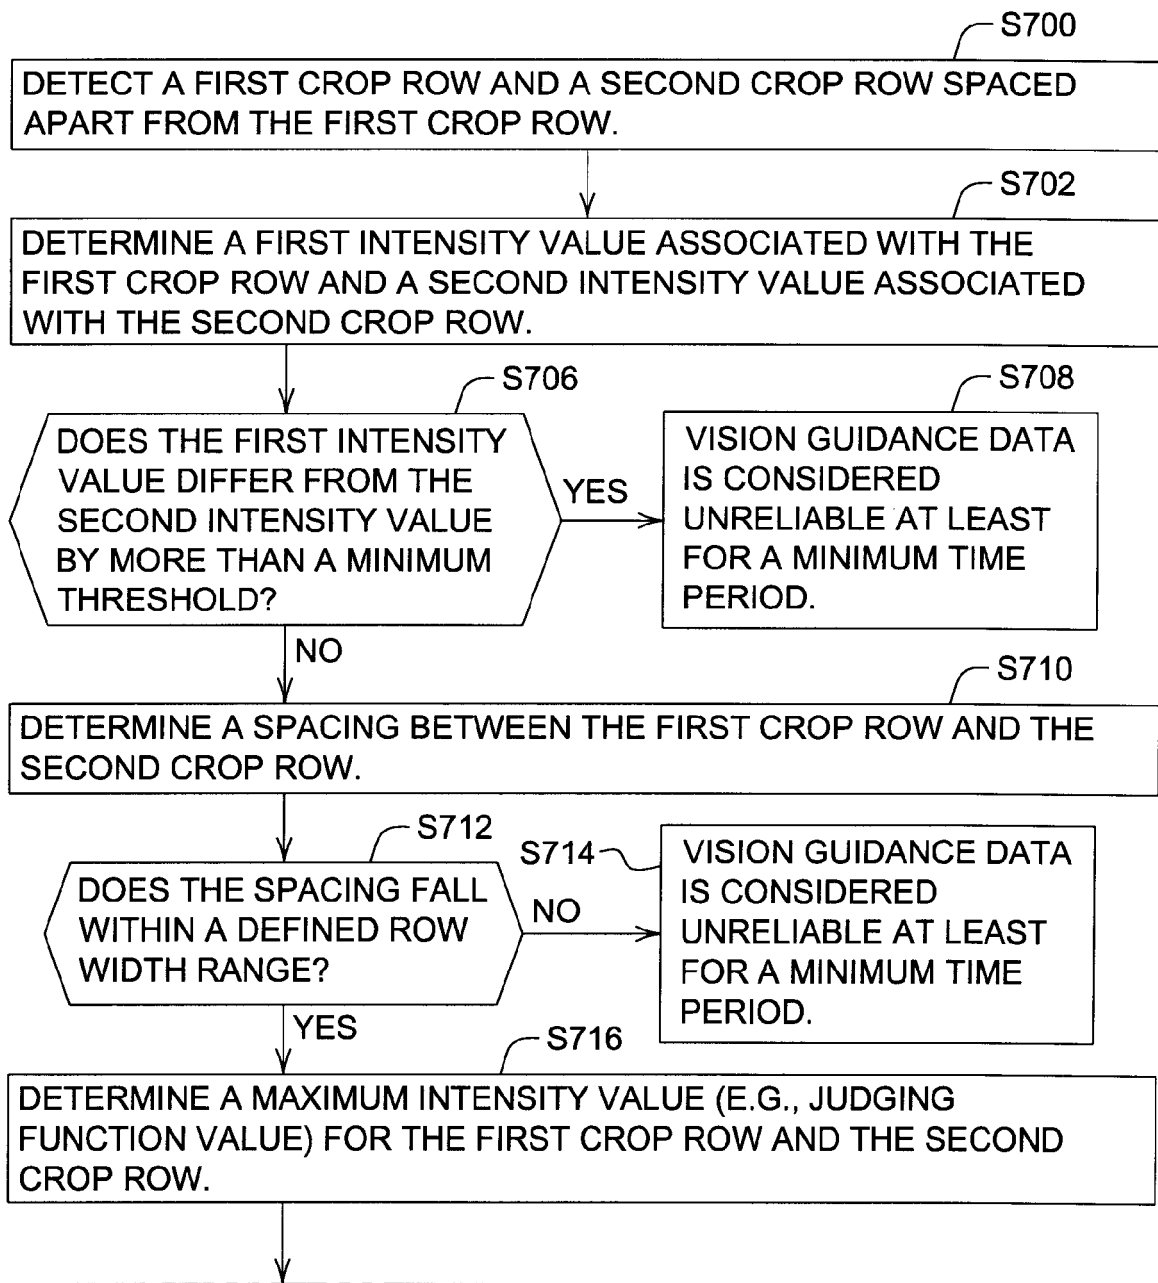 S700
DETECT A FIRST CROP ROW AND A SECOND CROP ROW SPACED
APART FROM THE FIRST CROP ROW.
S702
DETERMINE A FIRST INTENSITY VALUE ASSOCIATED WITH THE
FIRST CROP ROW AND A SECOND INTENSITY VALUE ASSOCIATED
WITH THE SECOND CROP ROW.
S706
DOES THE FIRST INTENSITY
VALUE DIFFER FROM THE
SECOND INTENSITY VALUE
BY MORE THAN A MINIMUM
THRESHOLD?
YES
S708
VISION GUIDANCE DATA
IS CONSIDERED
UNRELIABLE AT LEAST
FOR A MINIMUM TIME
PERIOD.
NO
S710
DETERMINE A SPACING BETWEEN THE FIRST CROP ROW AND THE
SECOND CROP ROW.
S712
DOES THE SPACING FALL
WITHIN A DEFINED ROW
WIDTH RANGE?
NO
S714
VISION GUIDANCE DATA
IS CONSIDERED
UNRELIABLE AT LEAST
FOR A MINIMUM TIME
PERIOD.
YES
S716
DETERMINE A MAXIMUM INTENSITY VALUE (E.G., JUDGING
FUNCTION VALUE) FOR THE FIRST CROP ROW AND THE SECOND
CROP ROW.